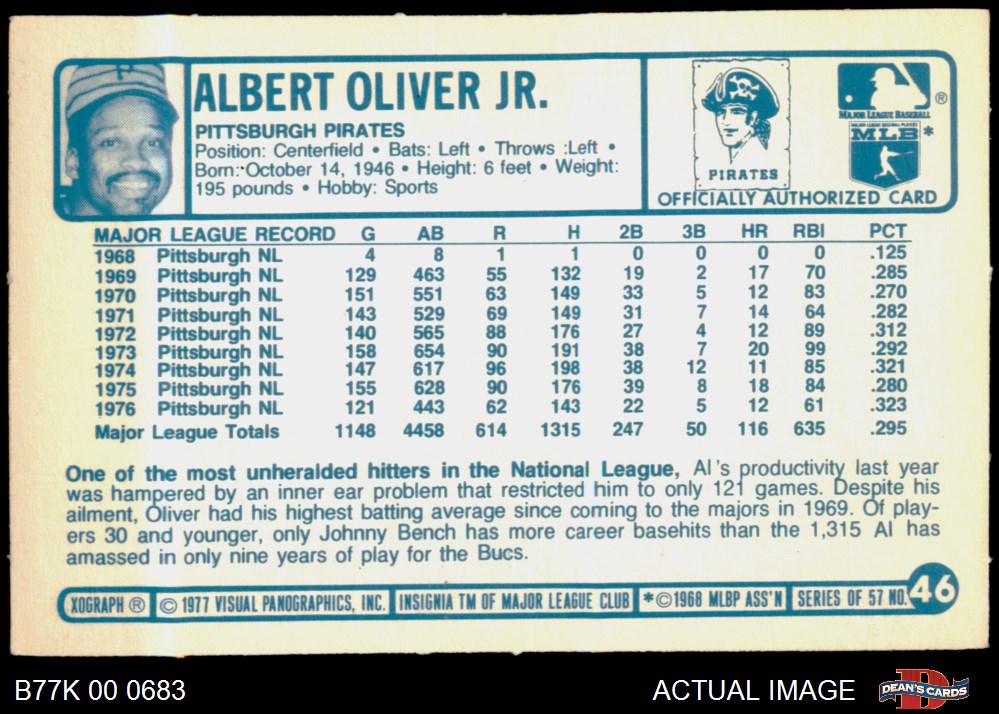 ALBERT OLIVER JR.
PITTSBURGH PIRATES
Position: Centerfield • Bats: Left • Throws :Left •
Born: October 14, 1946 • Height: 6 feet • Weight:
195 pounds • Hobby: Sports
P
PIRATES
MAJOR LEAGUE BASEBALL
®
MAJOR LEAGUE BASEBALL PLAYERS
MLB *
OFFICIALLY AUTHORIZED CARD
MAJOR LEAGUE RECORD G AB R H 2B 3B HR RBI PCT
1968 Pittsburgh NL 4 8 1 1 0 0 0 0 .125
1969 Pittsburgh NL 129 463 55 132 19 2 17 70 .285
1970 Pittsburgh NL 151 551 63 149 33 5 12 83 .270
1971 Pittsburgh NL 143 529 69 149 31 7 14 64 .282
1972 Pittsburgh NL 140 565 88 176 27 4 12 89 .312
1973 Pittsburgh NL 158 654 90 191 38 7 20 99 .292
1974 Pittsburgh NL 147 617 96 198 38 12 11 85 .321
1975 Pittsburgh NL 155 628 90 176 39 8 18 84 .280
1976 Pittsburgh NL 121 443 62 143 22 5 12 61 .323
Major League Totals 1148 4458 614 1315 247 50 116 635 .295
One of the most unheralded hitters in the National League, Al's productivity last year
was hampered by an inner ear problem that restricted him to only 121 games. Despite his
ailment, Oliver had his highest batting average since coming to the majors in 1969. Of play-
ers 30 and younger, only Johnny Bench has more career basehits than the 1,315 Al has
amassed in only nine years of play for the Bucs.
XOGRAPH ® © 1977 VISUAL PANOGRAPHICS, INC. INSIGNIA TM OF MAJOR LEAGUE CLUB *©1968 MLBP ASS'N SERIES OF 57 NO. 46
B77K 00 0683
ACTUAL IMAGE
D
DEAN'S CARDS